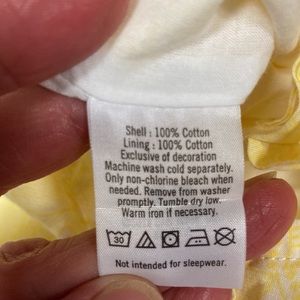 Shell : 100% Cotton
Lining : 100% Cotton
Exclusive of decoration
Machine wash cold separately.
Only non-chlorine bleach when
needed. Remove from washer
promptly. Tumble dry low.
Warm iron if necessary.
30
Not intended for sleepwear.